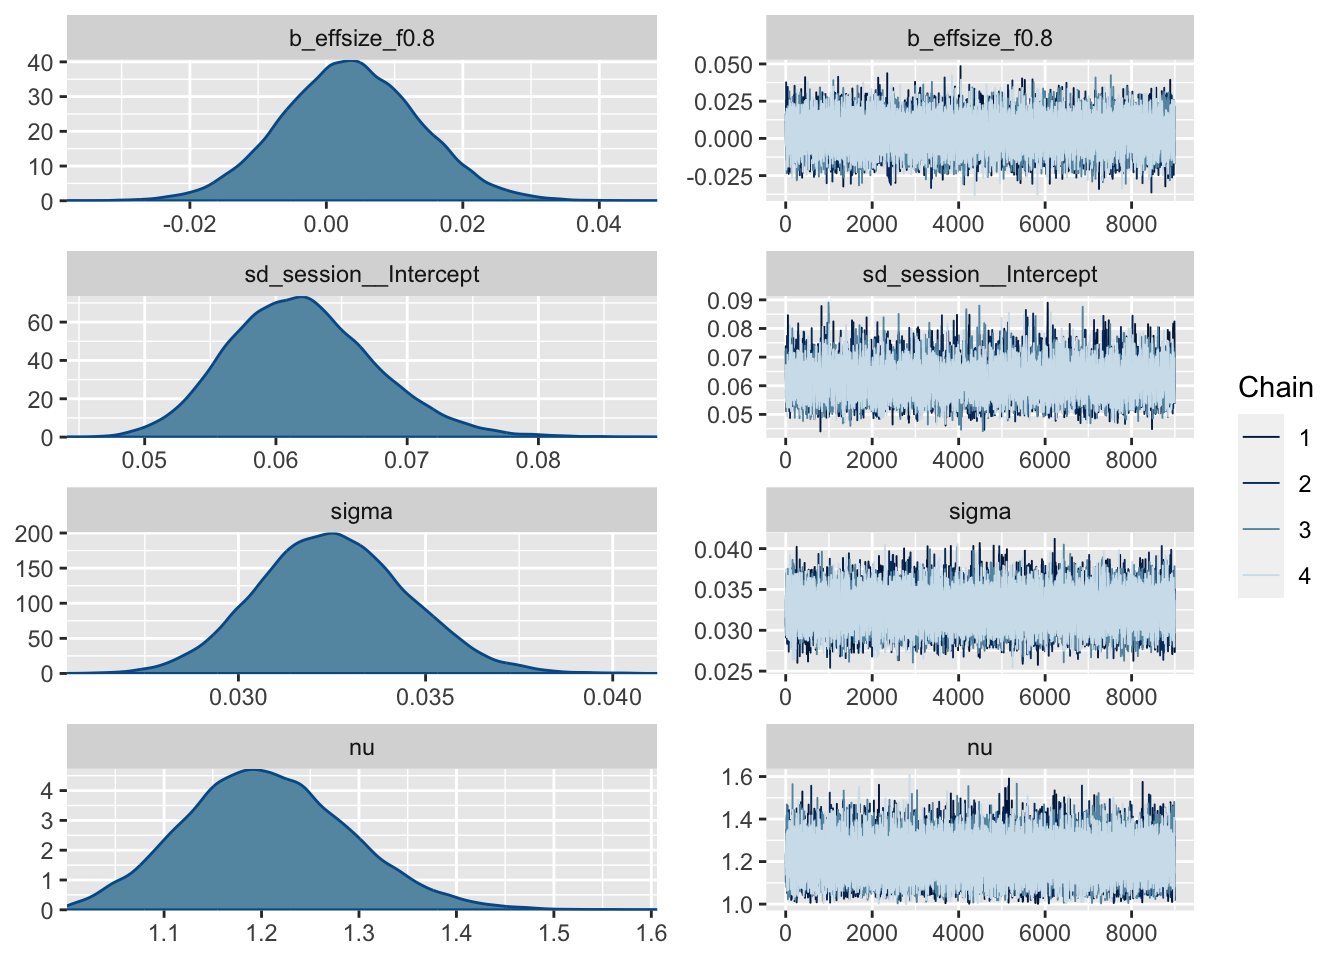 b_effsize_f0.8
40
30
20
10
0
-0.02 0.00 0.02 0.04
b_effsize_f0.8
0.050
0.025
0.000
-0.025
0 2000 4000 6000 8000
sd_session__Intercept
60
40
20
0
0.05 0.06 0.07 0.08
sd_session__Intercept
0.09
0.08
0.07
0.06
0.05
0 2000 4000 6000 8000
sigma
200
150
100
50
0
0.030 0.035 0.040
sigma
0.040
0.035
0.030
0.025
0 2000 4000 6000 8000
nu
4
3
2
1
0
1.1 1.2 1.3 1.4 1.5 1.6
nu
1.6
1.4
1.2
1.0
0 2000 4000 6000 8000
Chain
1
2
3
4